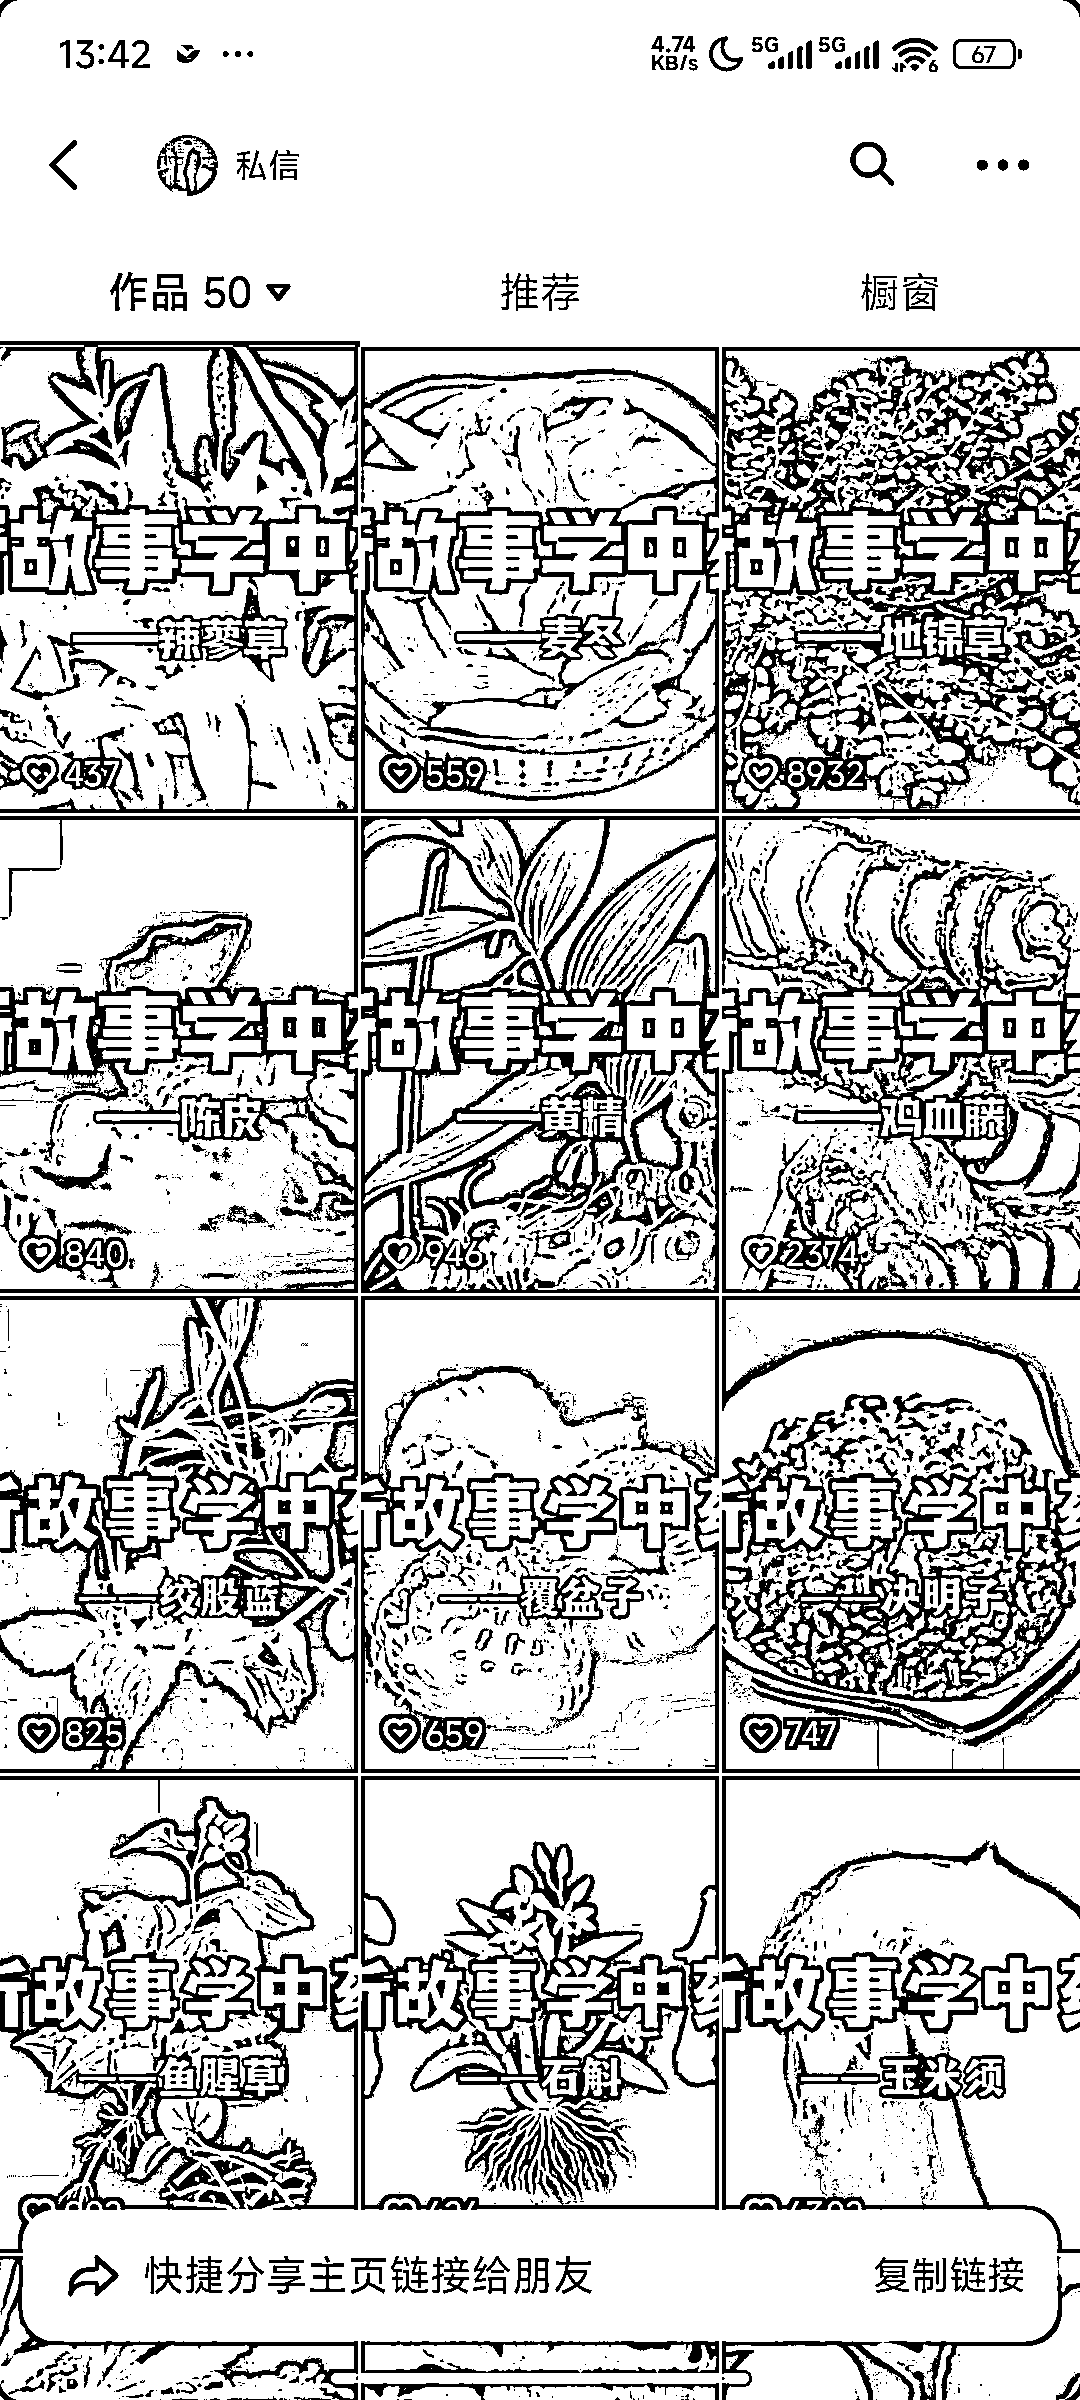 13:42 ... 4.74 KB/s 5G 5G 6 67
私信
作品 50 推荐 橱窗
故事学中 故事学中 故事学中
——辣蓼草 ——麦冬 ——地锦草
437 559 8932
故事学中 故事学中 故事学中
——陈皮 ——黄精 ——鸡血藤
840 946 2374
故事学中 故事学中 故事学中
——绞股蓝 ——覆盆子 ——决明子
825 659 747
故事学中 故事学中 故事学中
——鱼腥草 ——石斛 ——玉米须
快捷分享主页链接给朋友 复制链接